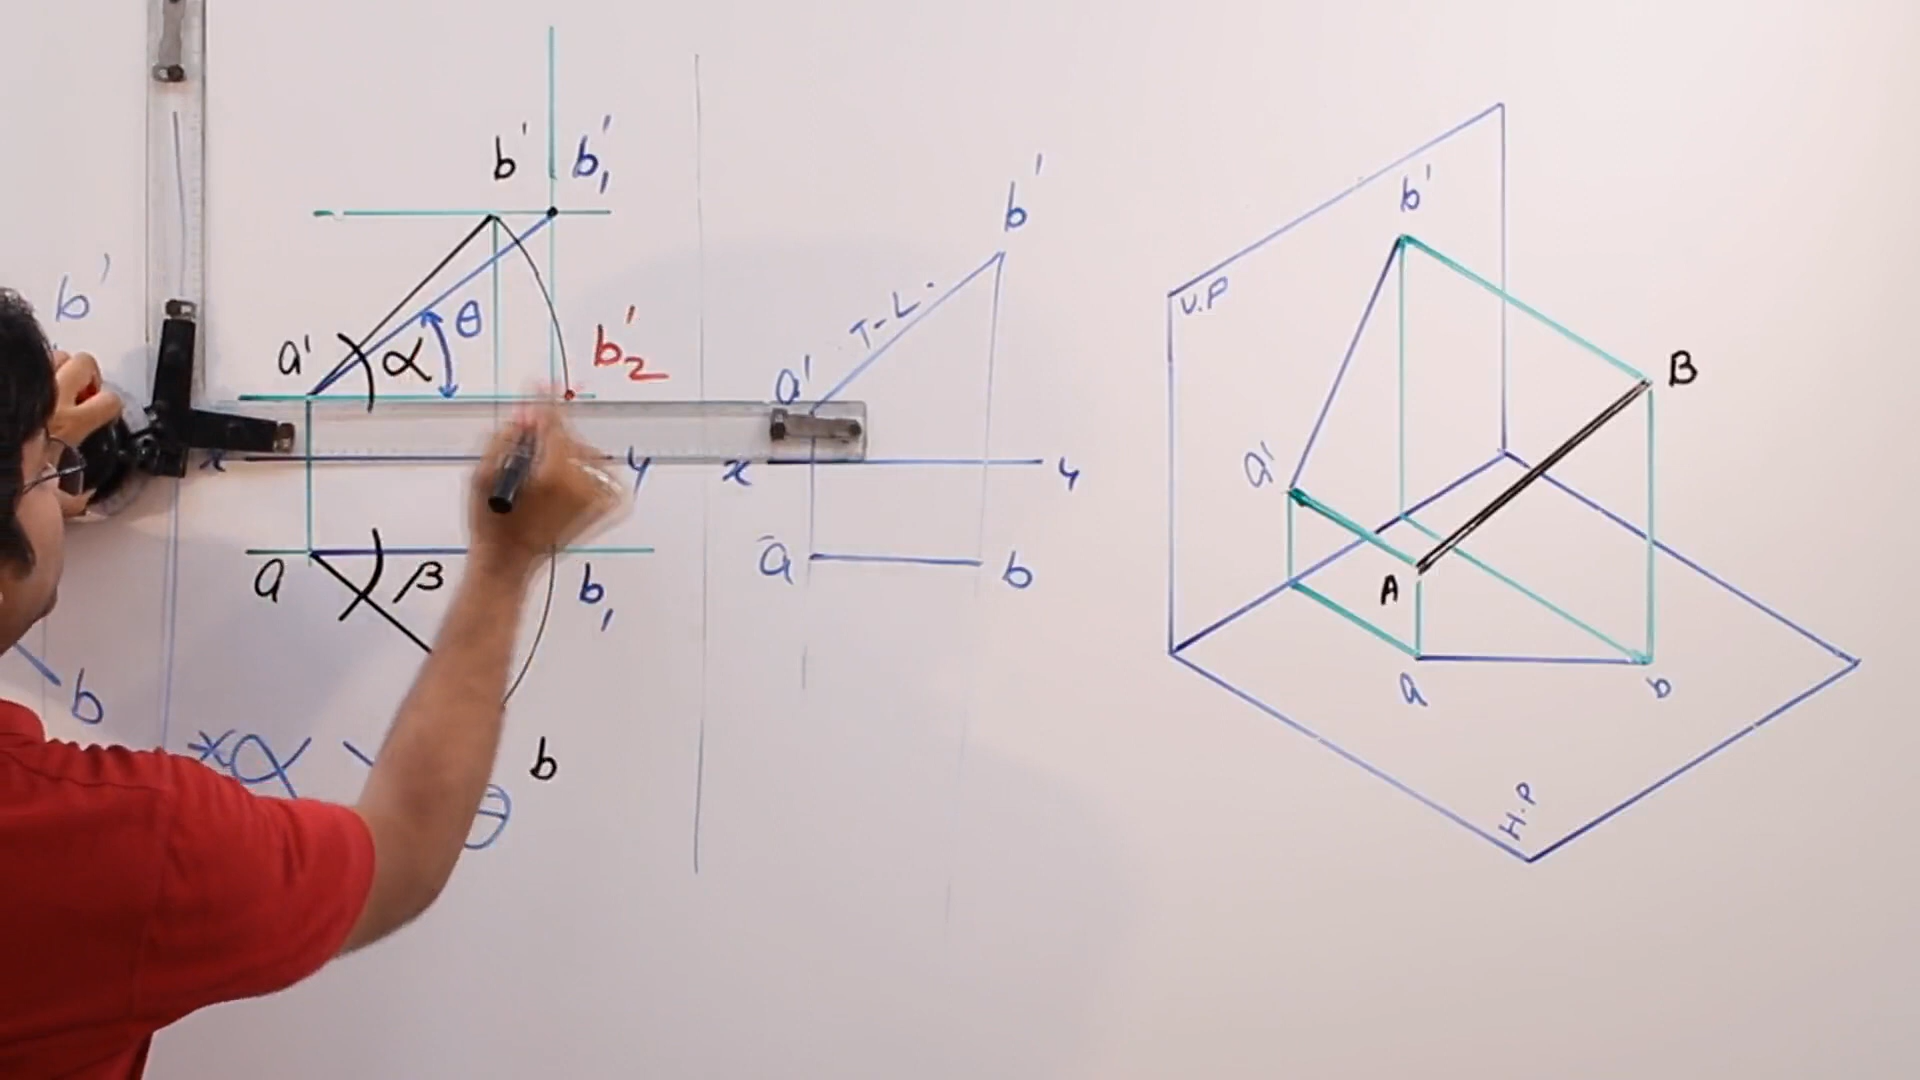 b'
b'
b'₁
θ
a'
α
b'₂
x
y
a
β
b₁
b
b
α
θ
b'
T-L.
a'
x
y
a
b
V.P
b'
B
a'
A
a
b
H.P